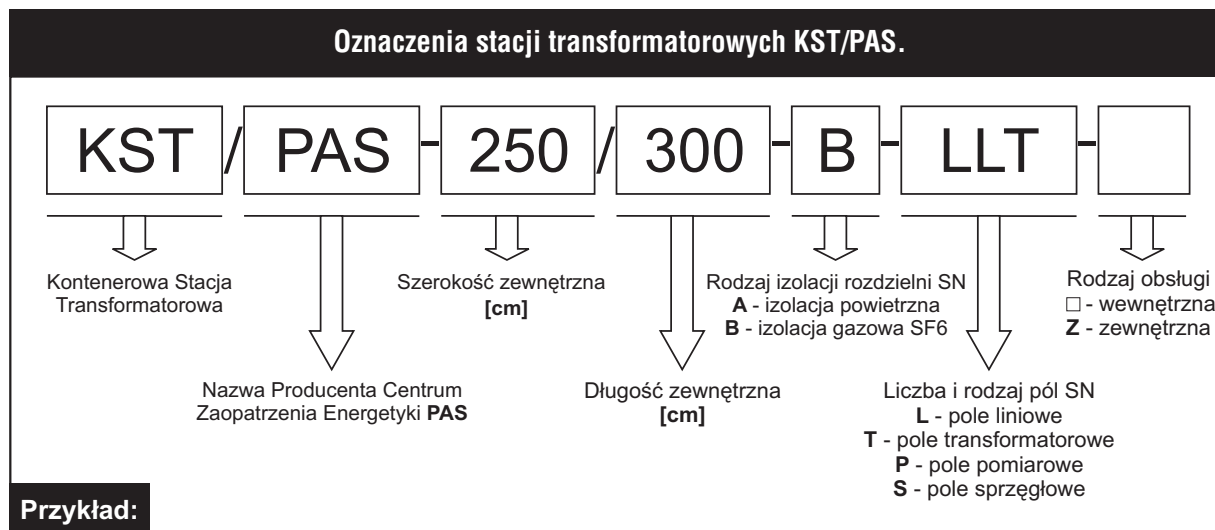 Oznaczenia stacji transformatorowych KST/PAS.
KST / PAS - 250 / 300 - B - LLT -
Kontenerowa Stacja
Transformatorowa
Nazwa Producenta Centrum
Zaopatrzenia Energetyki PAS
Szerokość zewnętrzna
[cm]
Długość zewnętrzna
[cm]
Rodzaj izolacji rozdzielni SN
A - izolacja powietrzna
B - izolacja gazowa SF6
Liczba i rodzaj pól SN
L - pole liniowe
T - pole transformatorowe
P - pole pomiarowe
S - pole sprzęgłowe
Rodzaj obsługi
□ - wewnętrzna
Z - zewnętrzna
Przykład: